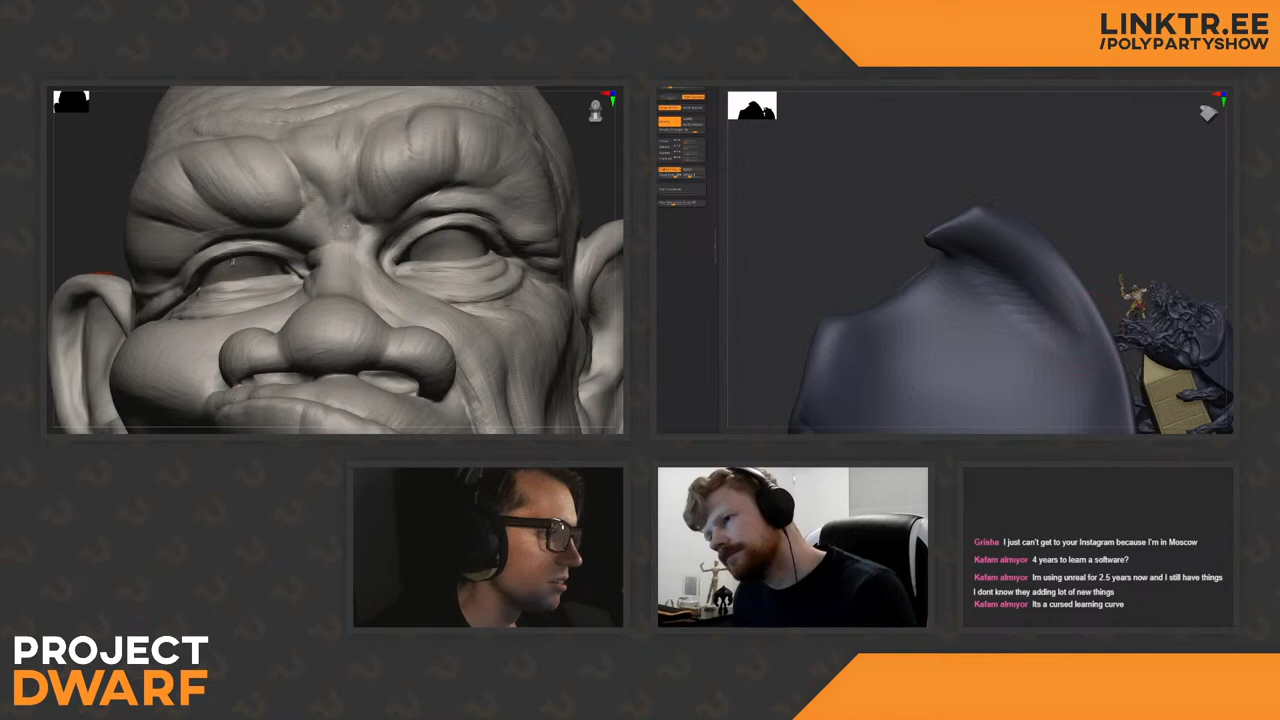 LINKTR.EE
/POLYPARTYSHOW
Grisha I just can't get to your Instagram because I'm in Moscow
Kafam almıyor 4 years to learn a software?
Kafam almıyor Im using unreal for 2.5 years now and I still have things
I dont know they adding lot of new things
Kafam almıyor Its a cursed learning curve
PROJECT
DWARF